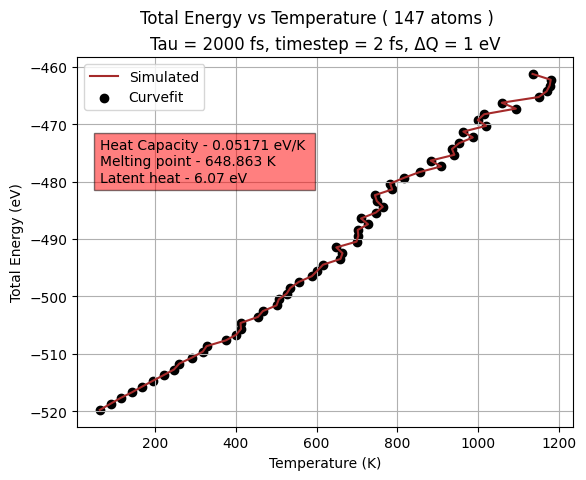 Total Energy vs Temperature ( 147 atoms )
Tau = 2000 fs, timestep = 2 fs, ΔQ = 1 eV
Simulated
Curvefit
Heat Capacity - 0.05171 eV/K
Melting point - 648.863 K
Latent heat - 6.07 eV
Total Energy (eV)
−460
−470
−480
−490
−500
−510
−520
200 400 600 800 1000 1200
Temperature (K)